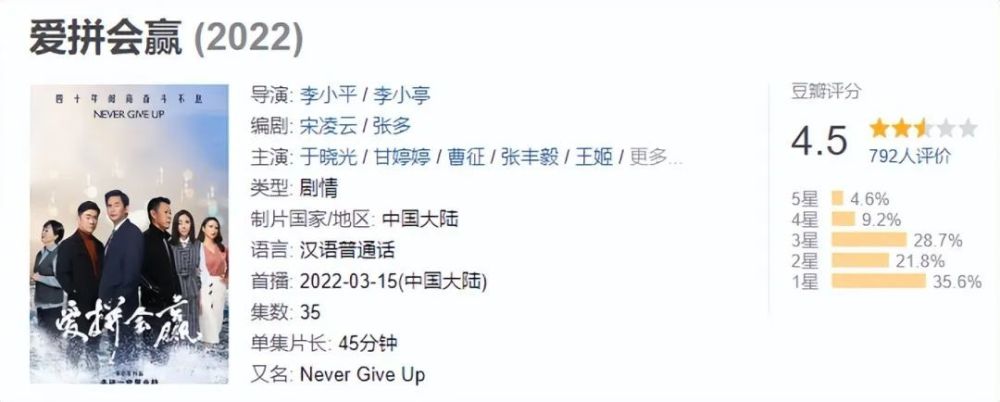 爱拼会赢 (2022)
四十年时商奋斗不息
NEVER GIVE UP
爱拼会赢
导演: 李小平 / 李小亭
编剧: 宋凌云 / 张多
主演: 于晓光 / 甘婷婷 / 曹征 / 张丰毅 / 王姬 / 更多...
类型: 剧情
制片国家/地区: 中国大陆
语言: 汉语普通话
首播: 2022-03-15(中国大陆)
集数: 35
单集片长: 45分钟
又名: Never Give Up
豆瓣评分
4.5
792人评价
5星 4.6%
4星 9.2%
3星 28.7%
2星 21.8%
1星 35.6%